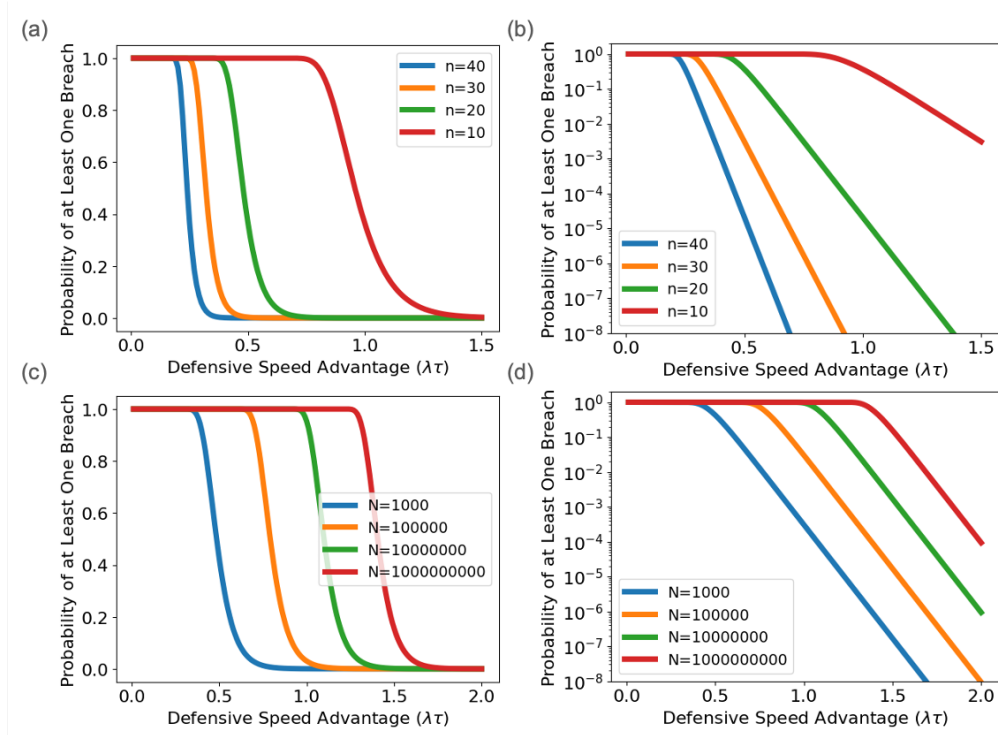 (a)
Probability of at Least One Breach
1.0
0.8
0.6
0.4
0.2
0.0
n=40
n=30
n=20
n=10
0.0 0.5 1.0 1.5
Defensive Speed Advantage (λτ)
(b)
Probability of at Least One Breach
10⁰
10⁻¹
10⁻²
10⁻³
10⁻⁴
10⁻⁵
10⁻⁶
10⁻⁷
10⁻⁸
n=40
n=30
n=20
n=10
0.0 0.5 1.0 1.5
Defensive Speed Advantage (λτ)
(c)
Probability of at Least One Breach
1.0
0.8
0.6
0.4
0.2
0.0
N=1000
N=100000
N=10000000
N=1000000000
0.0 0.5 1.0 1.5 2.0
Defensive Speed Advantage (λτ)
(d)
Probability of at Least One Breach
10⁰
10⁻¹
10⁻²
10⁻³
10⁻⁴
10⁻⁵
10⁻⁶
10⁻⁷
10⁻⁸
N=1000
N=100000
N=10000000
N=1000000000
0.0 0.5 1.0 1.5 2.0
Defensive Speed Advantage (λτ)